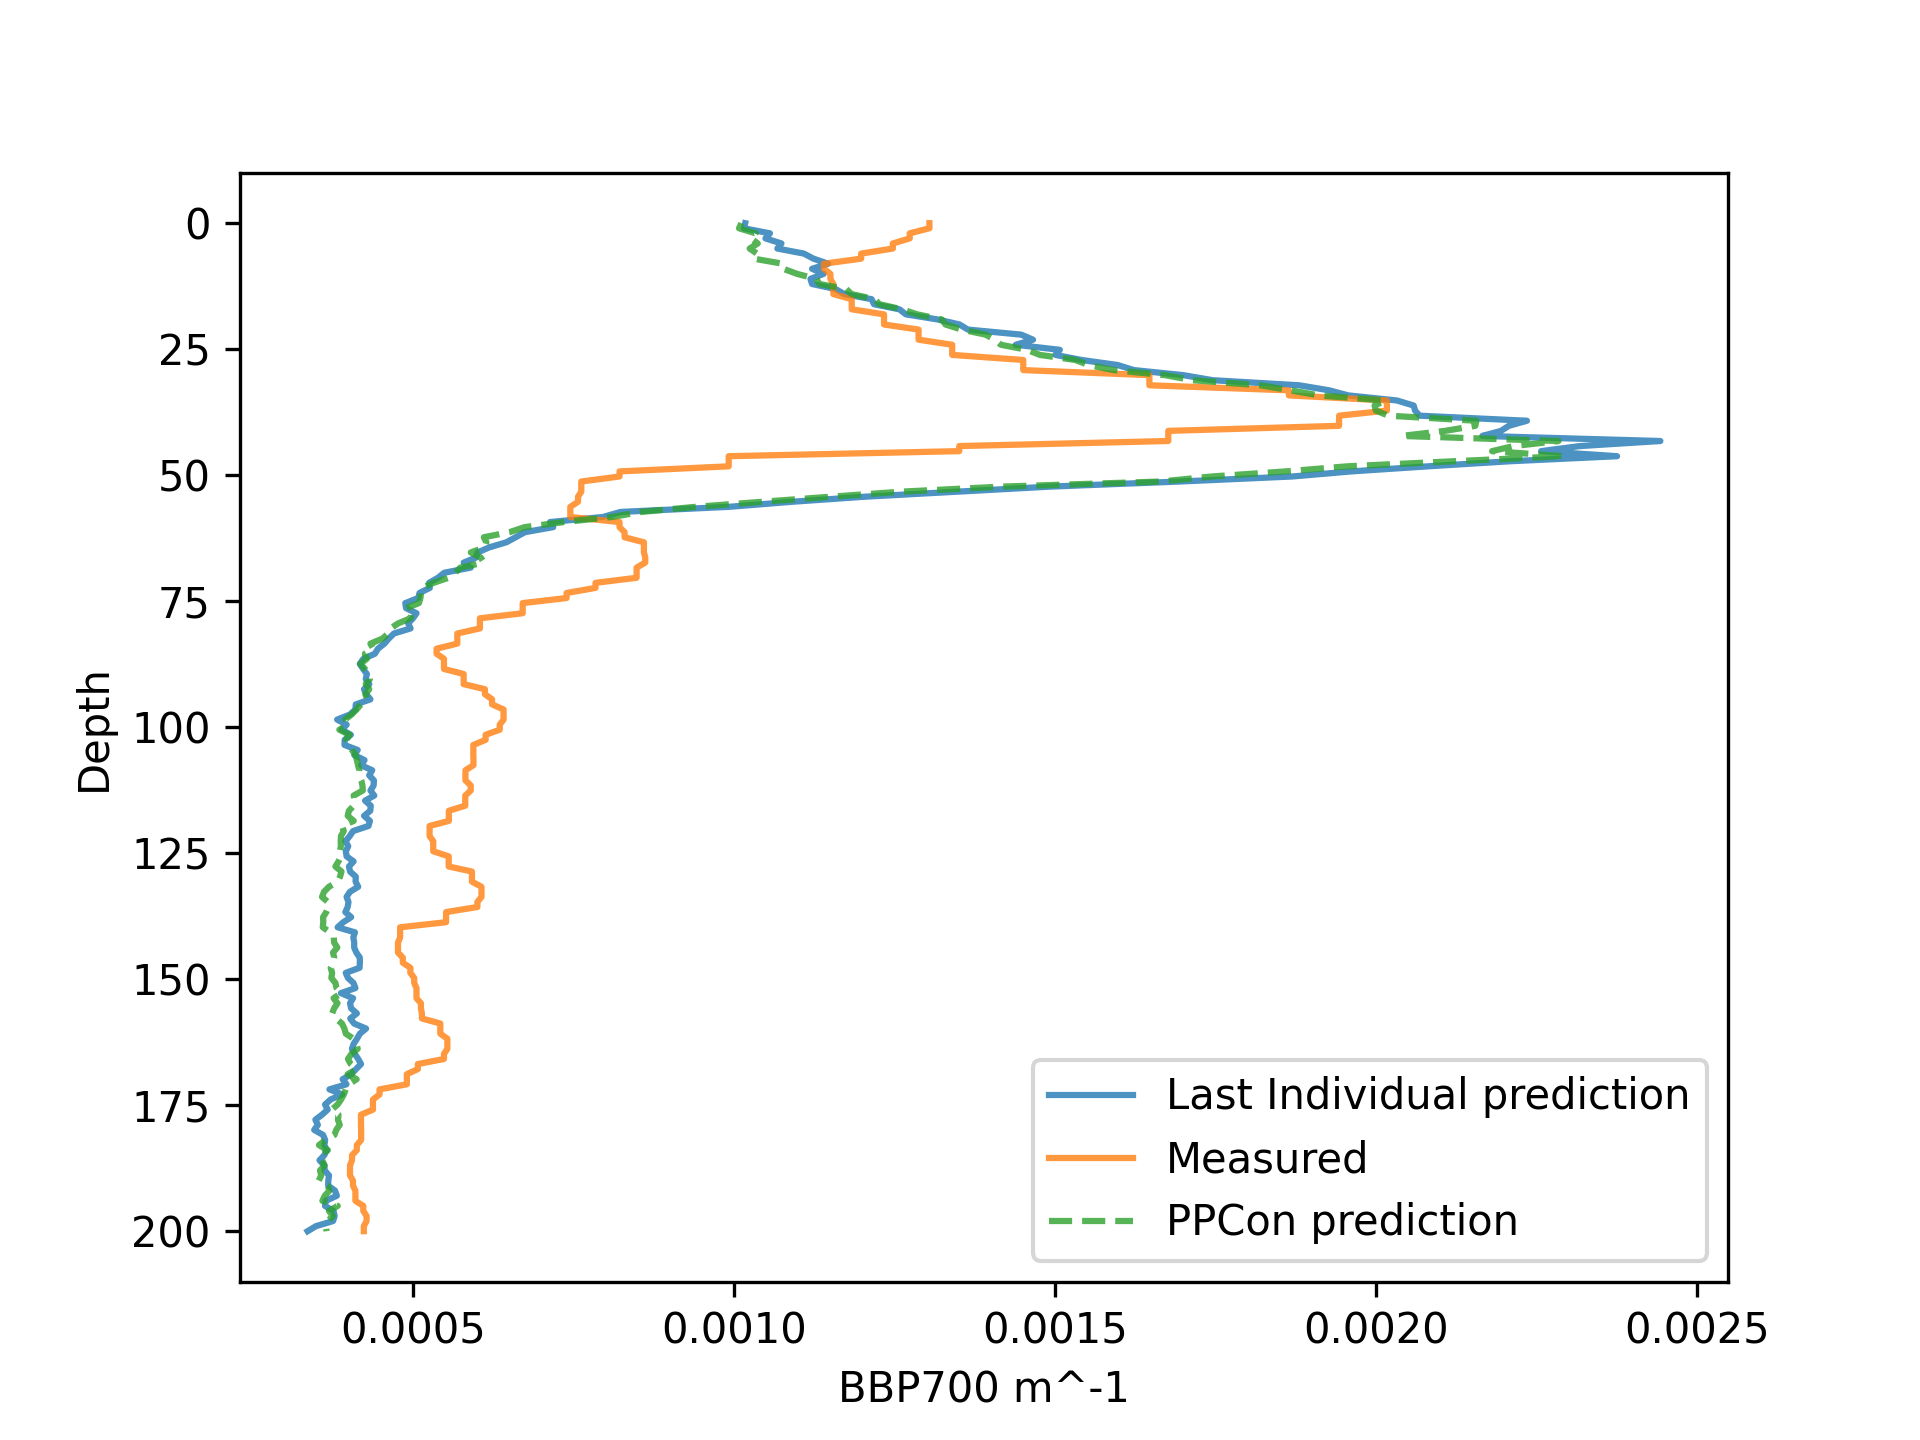 0
25
50
75
100
125
150
175
200
Depth
Last Individual prediction
Measured
PPCon prediction
0.0005 0.0010 0.0015 0.0020 0.0025
BBP700 m^-1